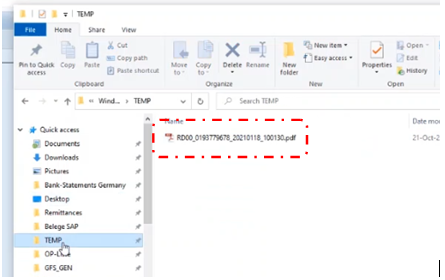 TEMP
File
Home
Share
View
Pin to Quick access
Copy
Paste
Cut
Copy path
Paste shortcut
Clipboard
Move to
Copy to
Delete
Rename
Organize
New folder
New item
Easy access
New
Properties
Open
Edit
History
Open
« Wind... > TEMP
Search TEMP
Quick access
Documents
Downloads
Pictures
Bank-Statements Germany
Desktop
Remittances
Belege SAP
TEMP
GFS_GEN
Name
Date mo
RD00_0193779678_20210118_100130.pdf
21-Oct-2